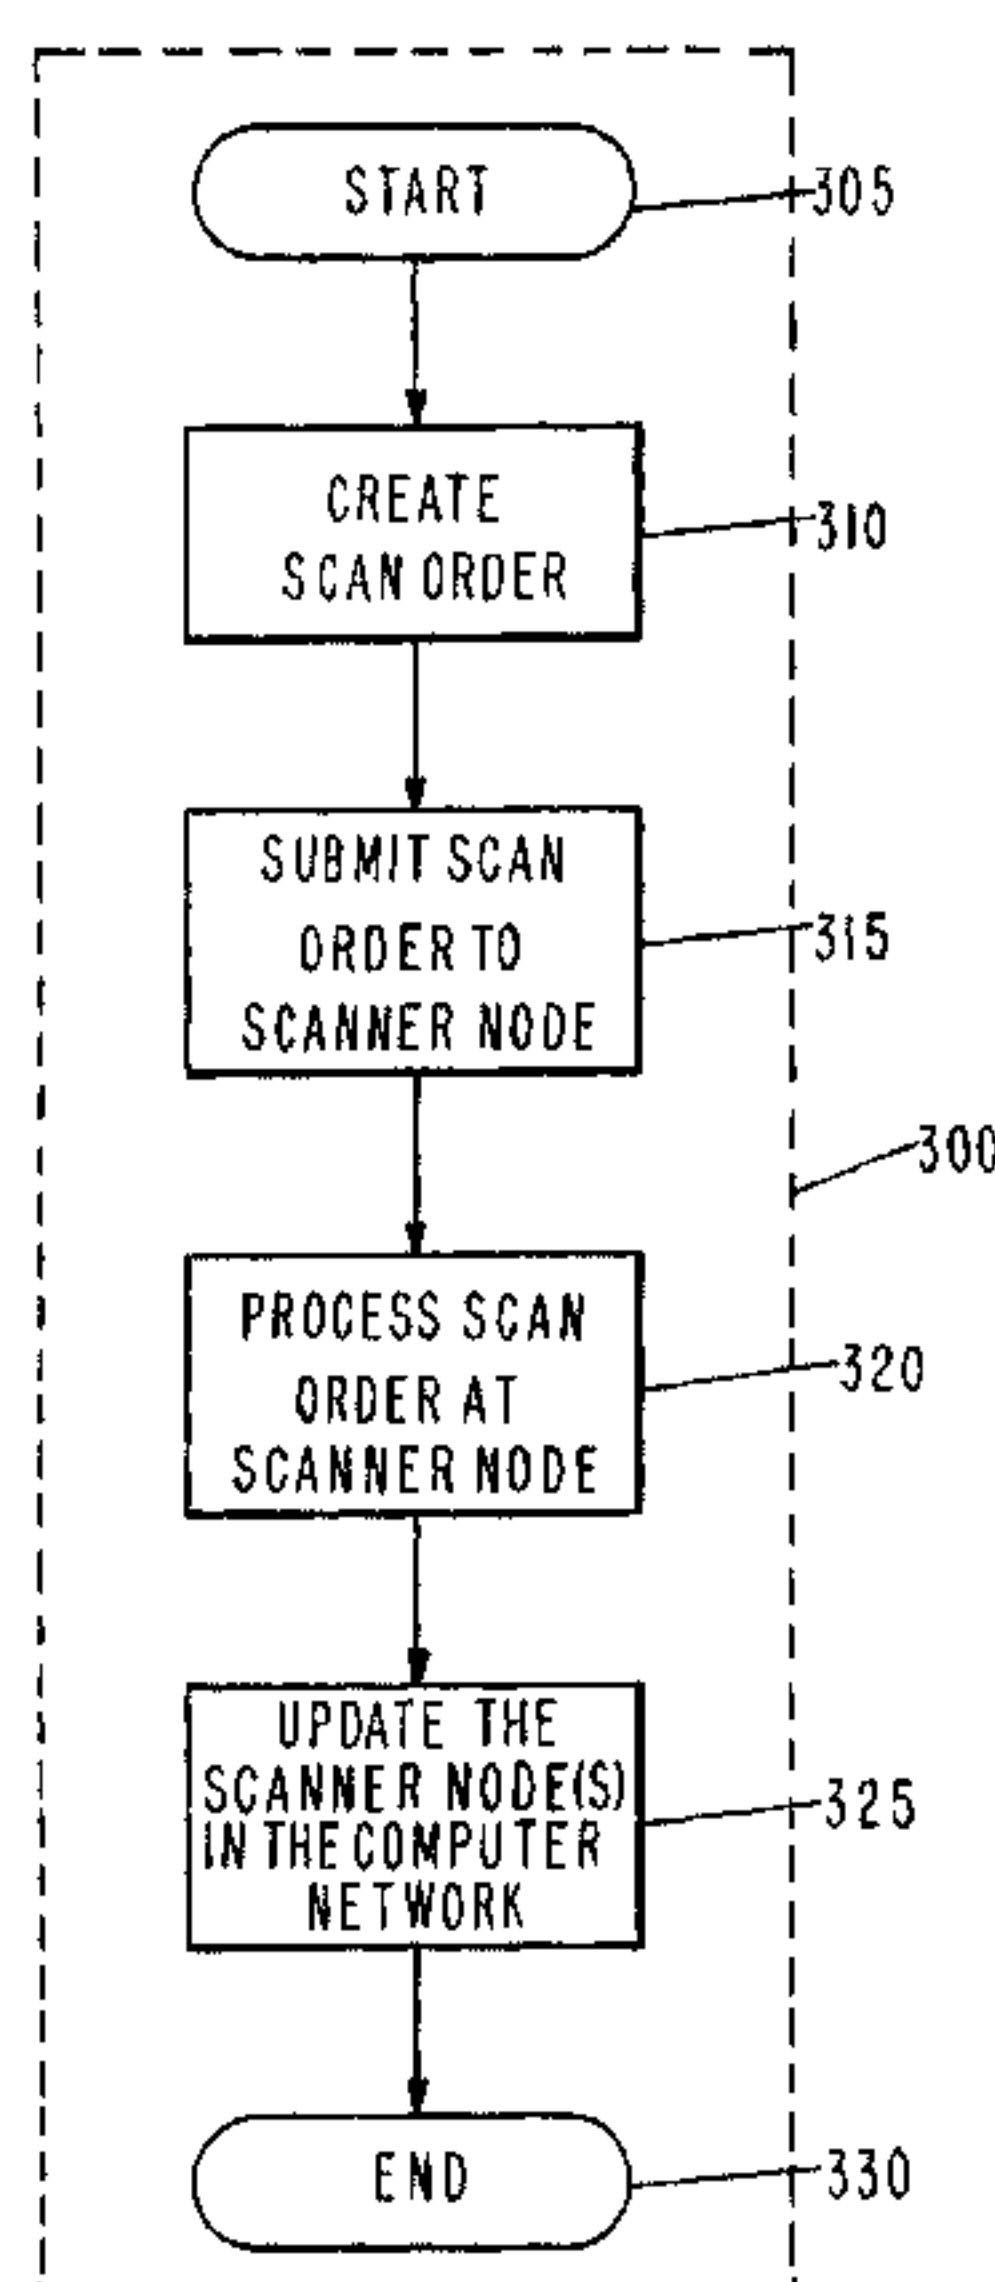 START
305
CREATE
SCAN ORDER
310
SUBMIT SCAN
ORDER TO
SCANNER NODE
315
300
PROCESS SCAN
ORDER AT
SCANNER NODE
320
UPDATE THE
SCANNER NODE(S)
IN THE COMPUTER
NETWORK
325
END
330